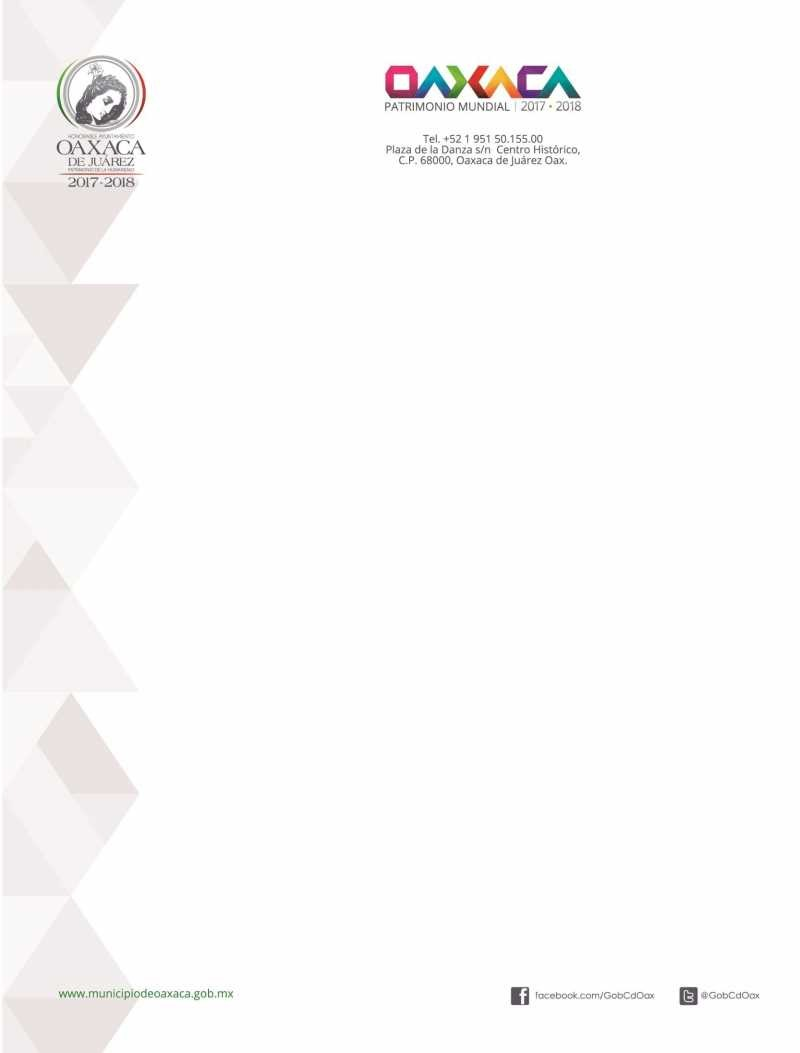 HONORABLE AYUNTAMIENTO
OAXACA
DE JUÁREZ
PATRIMONIO DE LA HUMANIDAD
2017-2018
OAXACA
PATRIMONIO MUNDIAL | 2017 • 2018
Tel. +52 1 951 50.155.00
Plaza de la Danza s/n Centro Histórico,
C.P. 68000, Oaxaca de Juárez Oax.
www.municipiodeoaxaca.gob.mx
facebook.com/GobCdOax
@GobCdOax